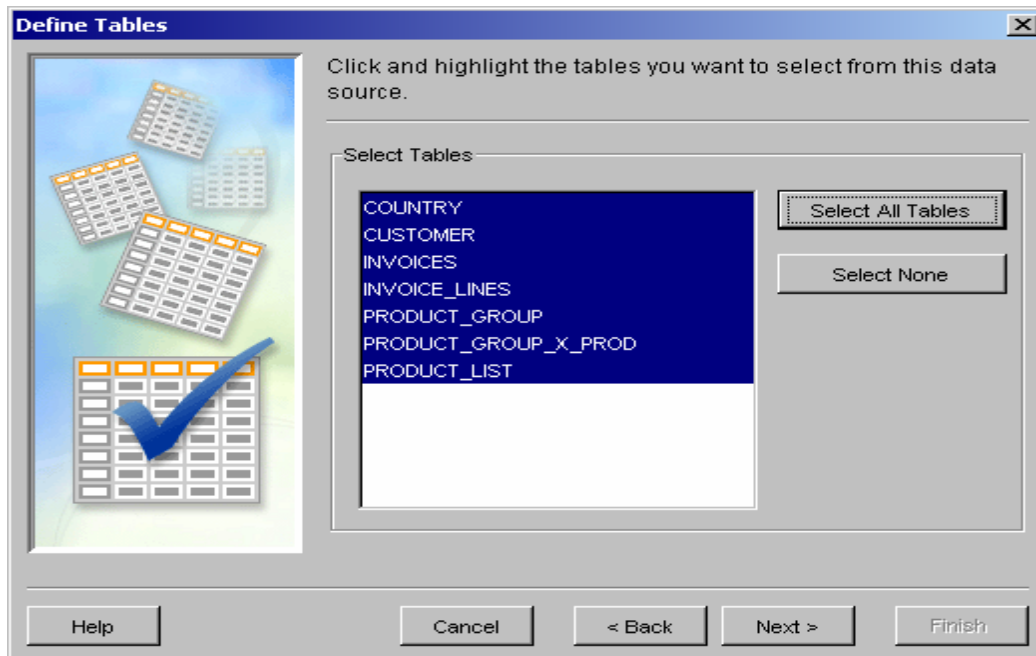 Define Tables
Click and highlight the tables you want to select from this data
source.
Select Tables
COUNTRY
CUSTOMER
INVOICES
INVOICE_LINES
PRODUCT_GROUP
PRODUCT_GROUP_X_PROD
PRODUCT_LIST
Select All Tables
Select None
Help
Cancel
< Back
Next >
Finish